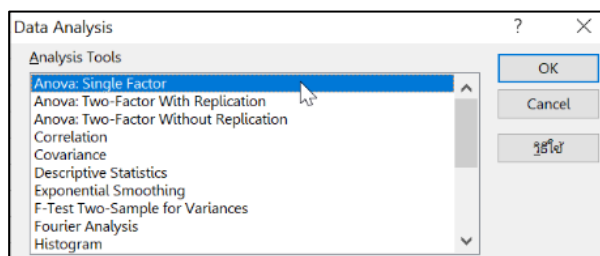 Data Analysis ?
Analysis Tools
Anova: Single Factor
Anova: Two-Factor With Replication
Anova: Two-Factor Without Replication
Correlation
Covariance
Descriptive Statistics
Exponential Smoothing
F-Test Two-Sample for Variances
Fourier Analysis
Histogram
OK
Cancel
วิธีใช้